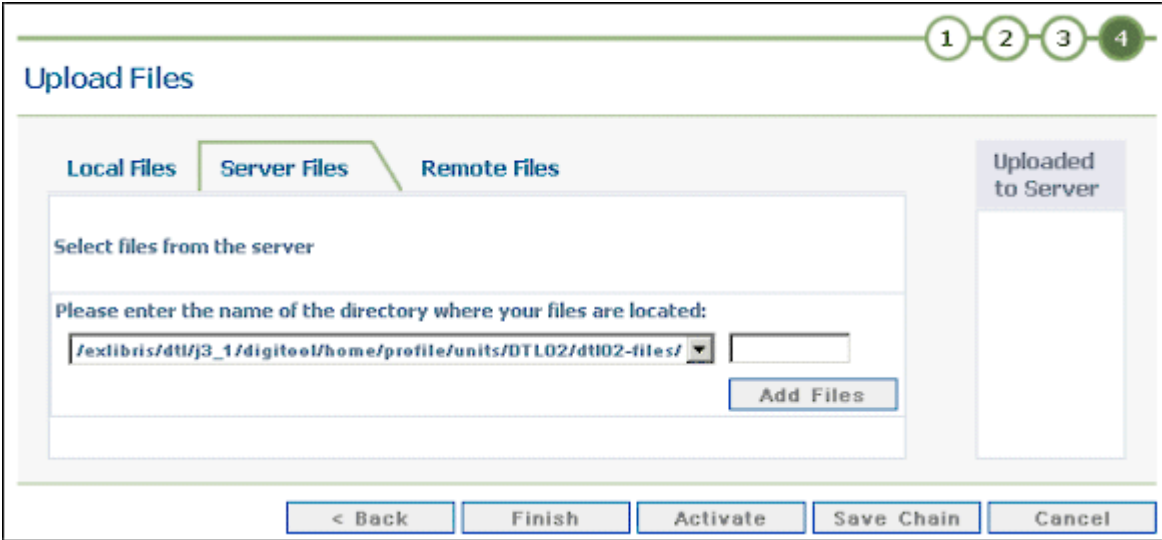 1 2 3 4
Upload Files
Local Files Server Files Remote Files
Uploaded
to Server
Select files from the server
Please enter the name of the directory where your files are located:
/exlibris/dtl/j3_1/digitool/home/profile/units/DTL02/dtl02-files/
Add Files
< Back Finish Activate Save Chain Cancel